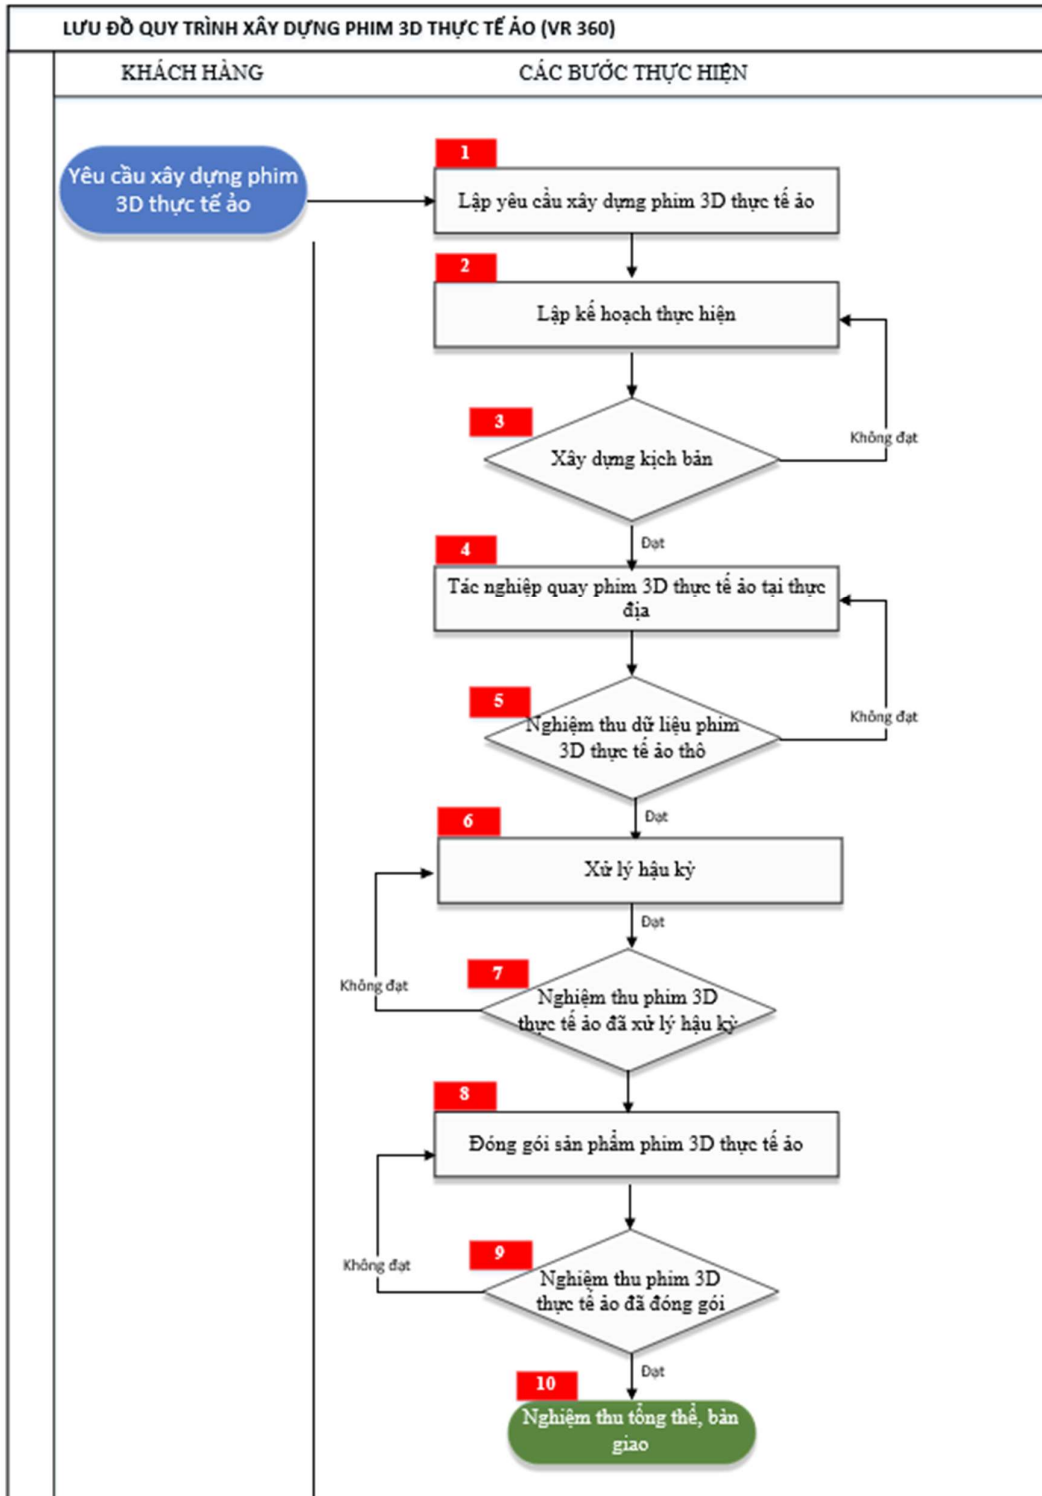 LƯU ĐỒ QUY TRÌNH XÂY DỰNG PHIM 3D THỰC TẾ ẢO (VR 360)
KHÁCH HÀNG
CÁC BƯỚC THỰC HIỆN
Yêu cầu xây dựng phim
3D thực tế ảo
1
Lập yêu cầu xây dựng phim 3D thực tế ảo
2
Lập kế hoạch thực hiện
3
Xây dựng kịch bản
Không đạt
Đạt
4
Tác nghiệp quay phim 3D thực tế ảo tại thực
địa
5
Nghiệm thu dữ liệu phim
3D thực tế ảo thô
Không đạt
Đạt
6
Xử lý hậu kỳ
Đạt
7
Nghiệm thu phim 3D
thực tế ảo đã xử lý hậu kỳ
Không đạt
8
Đóng gói sản phẩm phim 3D thực tế ảo
9
Nghiệm thu phim 3D
thực tế ảo đã đóng gói
Không đạt
Đạt
10
Nghiệm thu tổng thể, bàn
giao